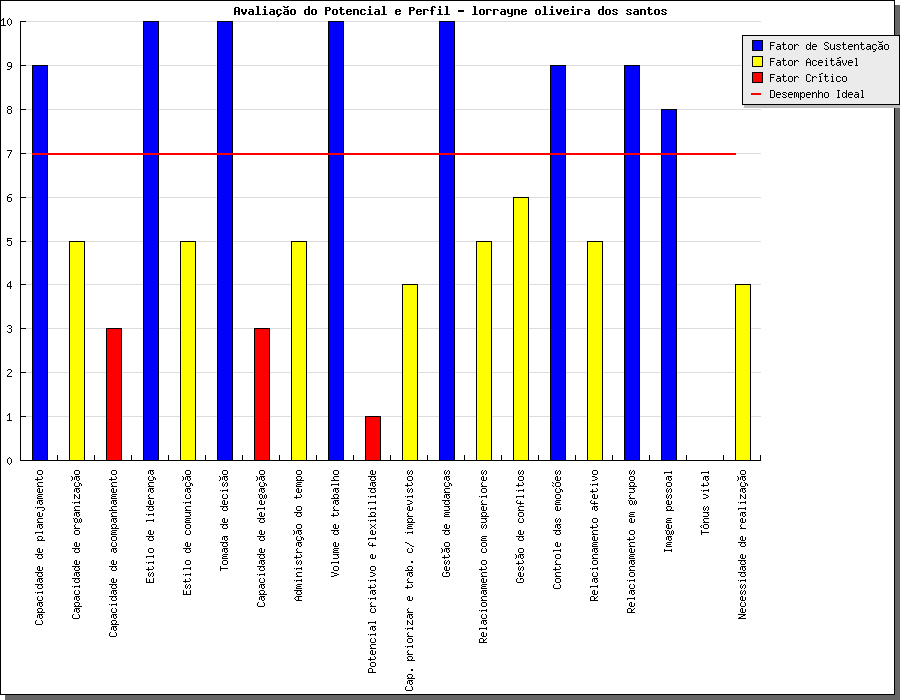 Avaliação do Potencial e Perfil - lorrayne oliveira dos santos
Fator de Sustentação
Fator Aceitável
Fator Crítico
Desempenho Ideal
10
9
8
7
6
5
4
3
2
1
0
Capacidade de planejamento
Capacidade de organização
Capacidade de acompanhamento
Estilo de liderança
Estilo de comunicação
Tomada de decisão
Capacidade de delegação
Administração do tempo
Volume de trabalho
Potencial criativo e flexibilidade
Cap. priorizar e trab. c/ imprevistos
Gestão de mudanças
Relacionamento com superiores
Gestão de conflitos
Controle das emoções
Relacionamento afetivo
Relacionamento em grupos
Imagem pessoal
Tônus vital
Necessidade de realização